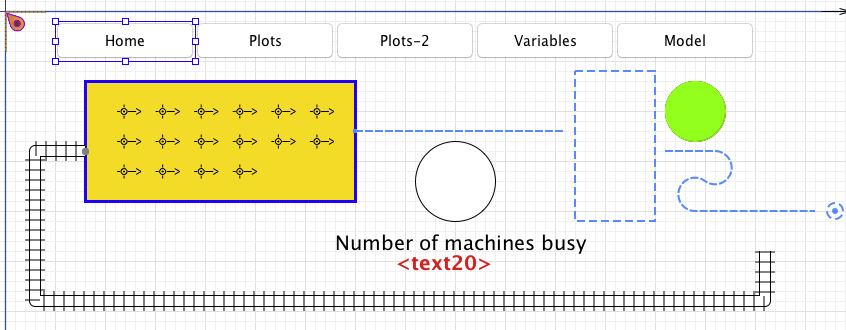 Home
Plots
Plots-2
Variables
Model
Number of machines busy
<text20>